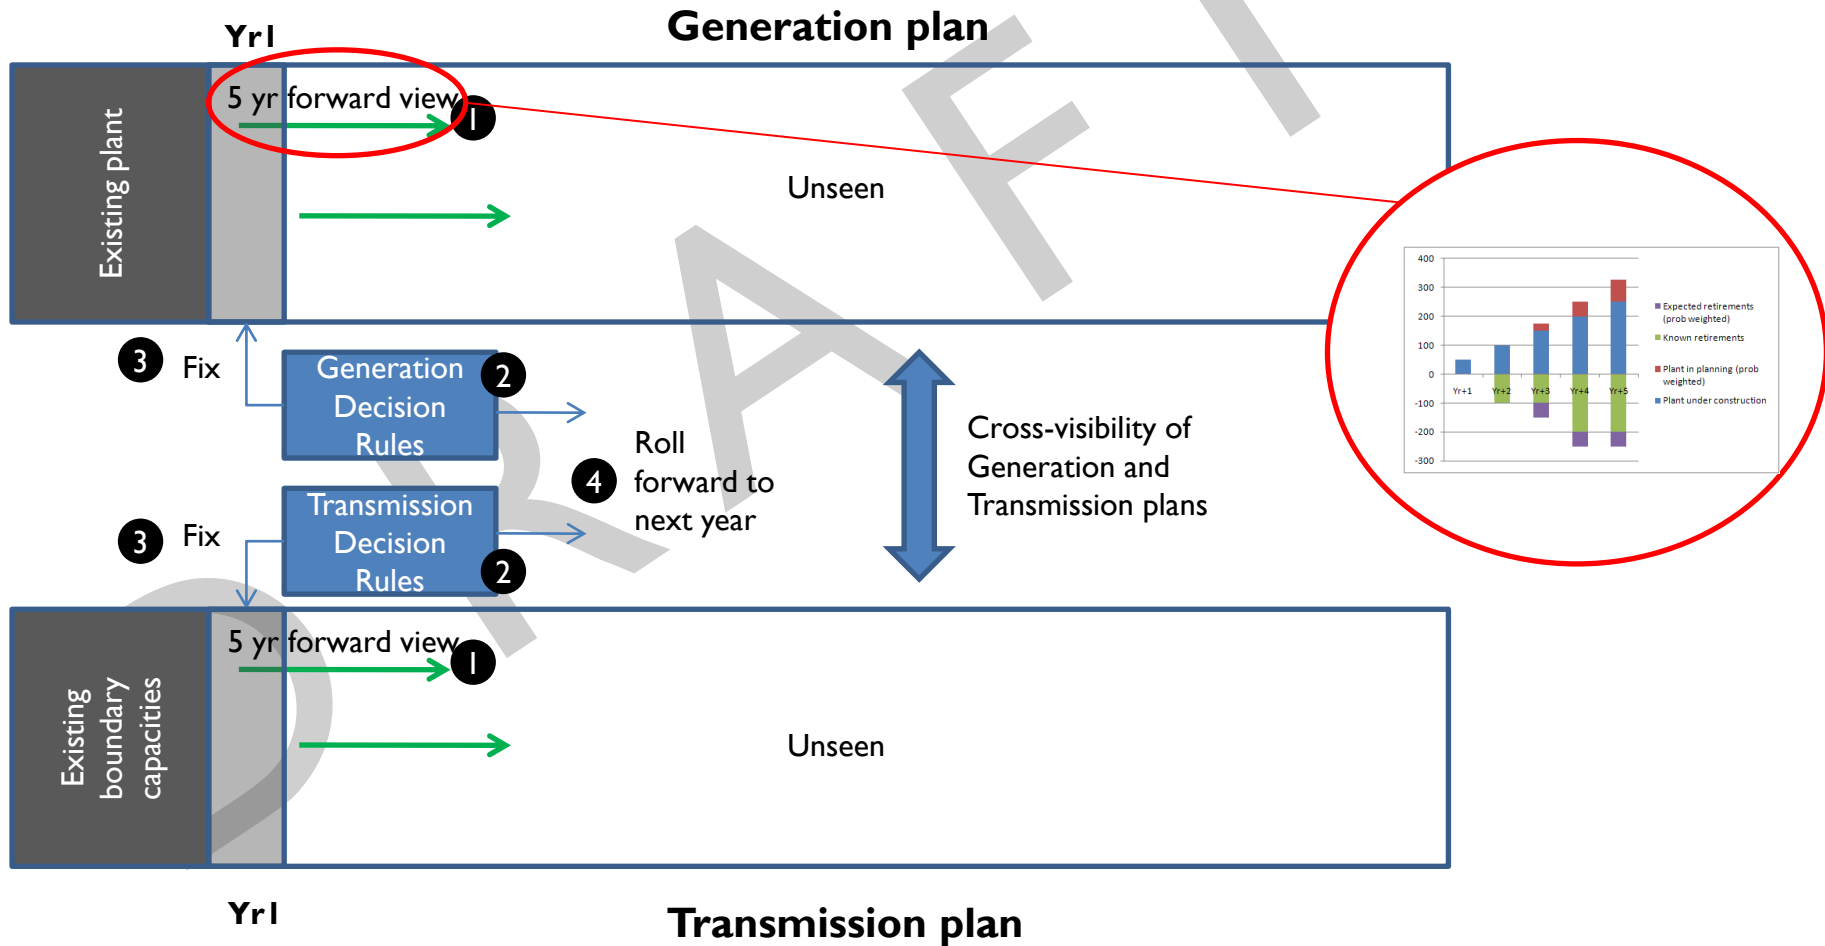 Generation plan
Yr1
5 yr forward view
1
Existing plant
Unseen
400
300
200
100
0
-100
-200
-300
Yr+1 Yr+2 Yr+3 Yr+4 Yr+5
Expected retirements
(prob weighted)
Known retirements
Plant in planning (prob
weighted)
Plant under construction
3
Fix
Generation
Decision
Rules
2
4
Roll
forward to
next year
Cross-visibility of
Generation and
Transmission plans
3
Fix
Transmission
Decision
Rules
2
5 yr forward view
1
Existing
boundary
capacities
Unseen
Yr1
Transmission plan
DRAFT